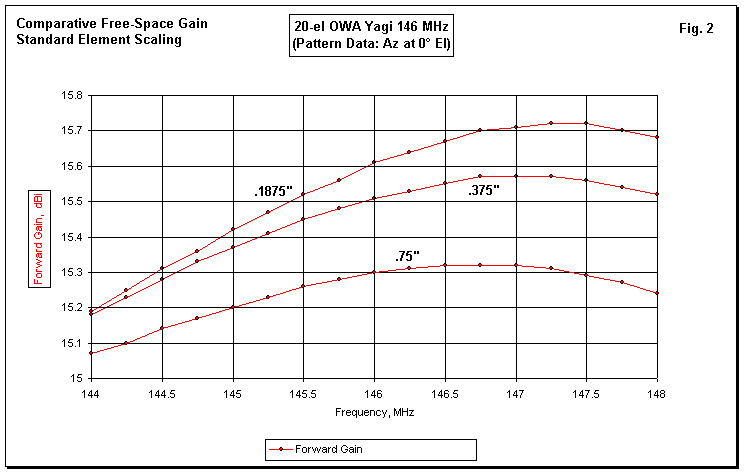 Comparative Free-Space Gain
Standard Element Scaling
20-el OWA Yagi 146 MHz
(Pattern Data: Az at 0° El)
Fig. 2
Forward Gain, dBi
15.8
15.7
15.6
15.5
15.4
15.3
15.2
15.1
15
.1875"
.375"
.75"
144 144.5 145 145.5 146 146.5 147 147.5 148
Frequency, MHz
Forward Gain